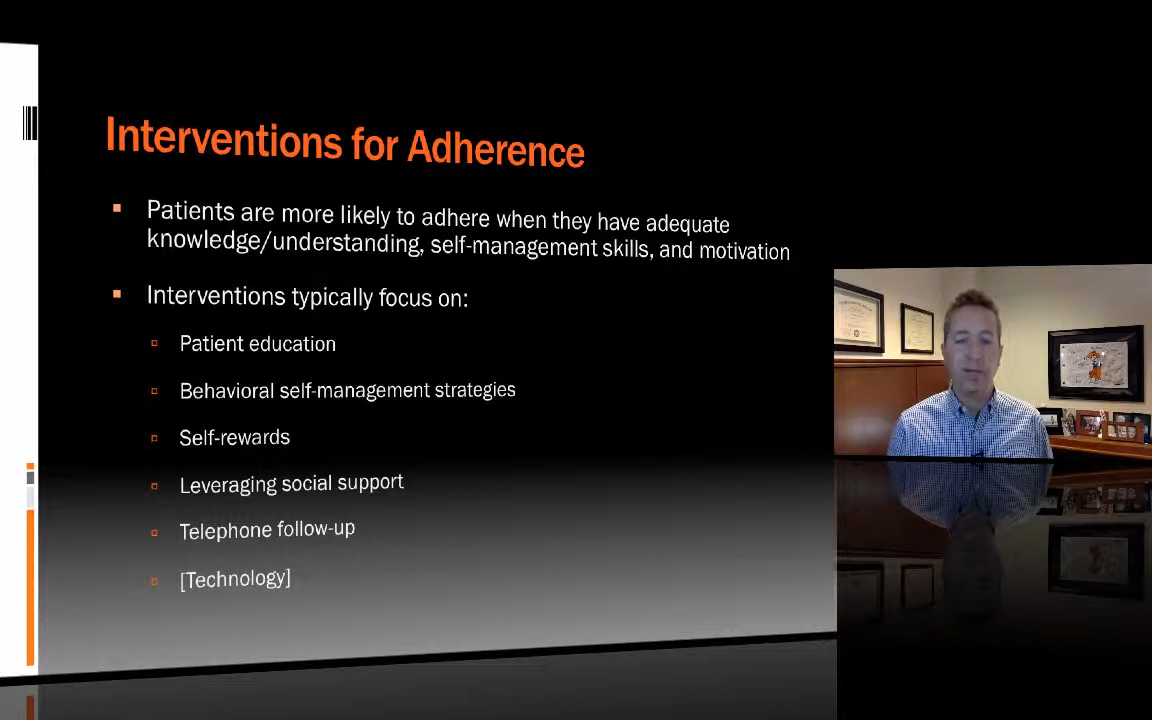 Interventions for Adherence
Patients are more likely to adhere when they have adequate
knowledge/understanding, self-management skills, and motivation
Interventions typically focus on:
Patient education
Behavioral self-management strategies
Self-rewards
Leveraging social support
Telephone follow-up
[Technology]